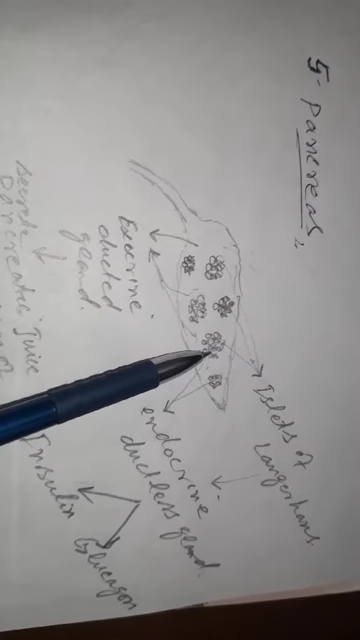 5- Pancreas
Islets of
Langerhans.
Exocrine
ducted
gland.
endocrine
ductless gland.
secrete
Pancreatic Juice
Insulin
Glucagon